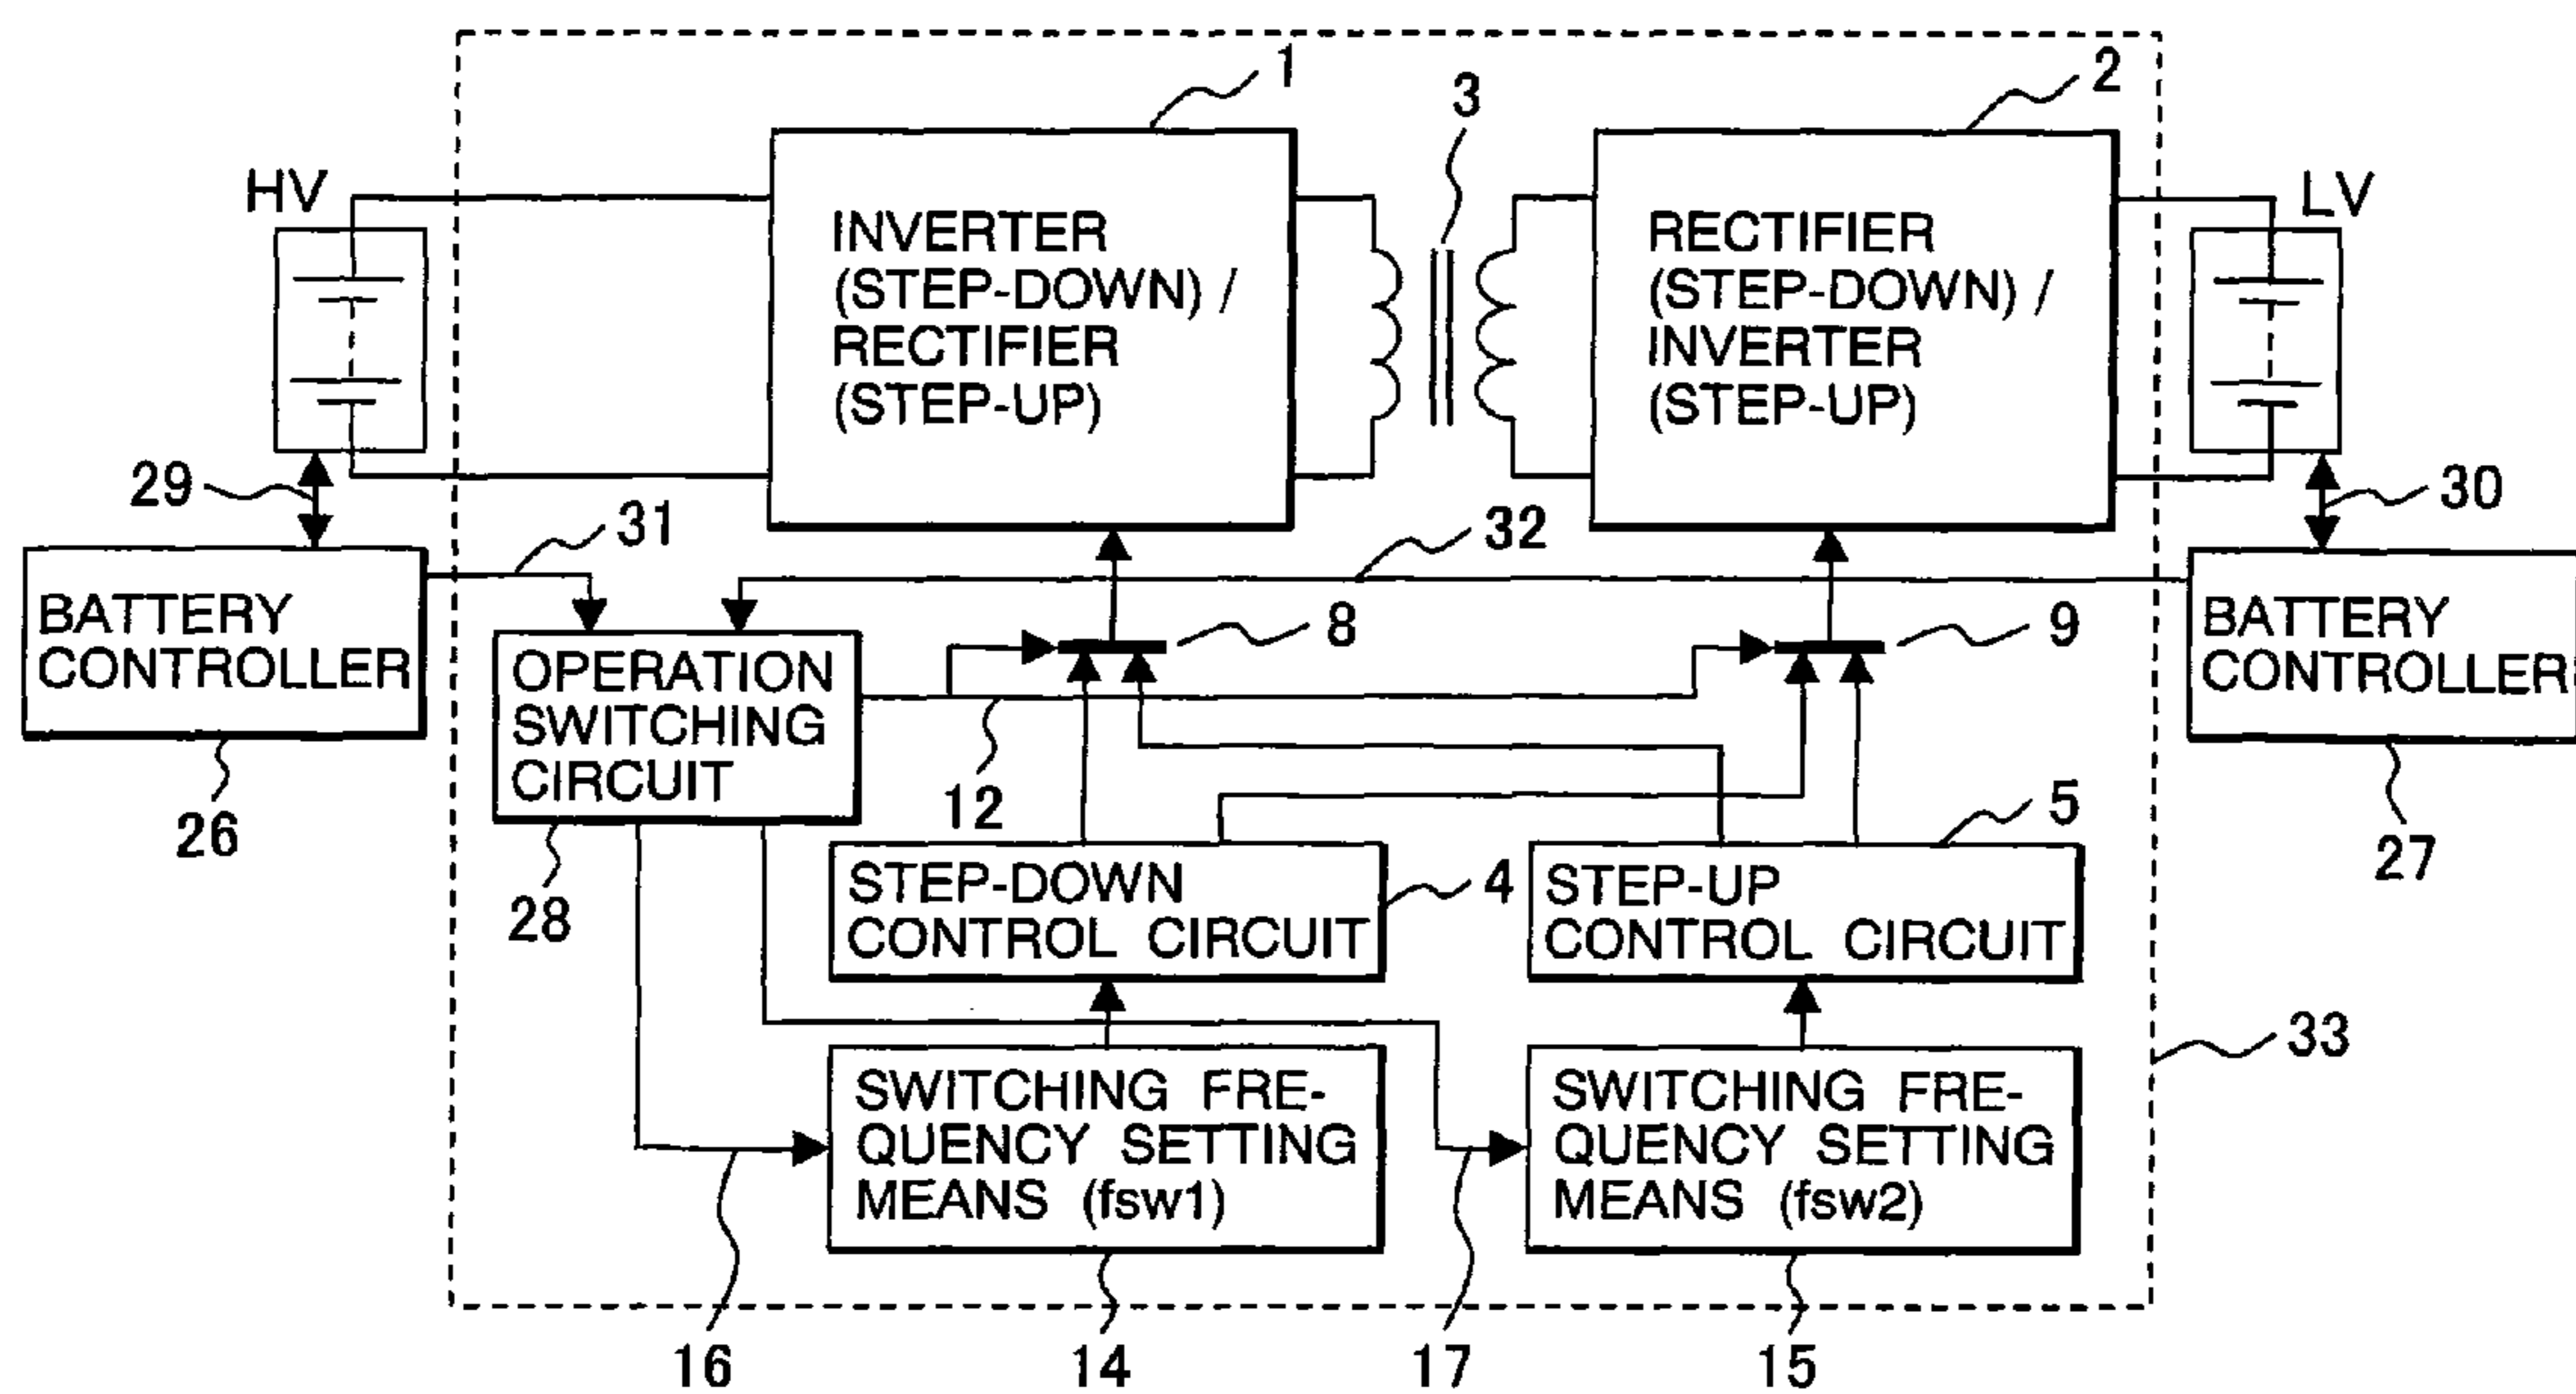 1
2
3
HV
LV
INVERTER
(STEP-DOWN) /
RECTIFIER
(STEP-UP)
RECTIFIER
(STEP-DOWN) /
INVERTER
(STEP-UP)
29
30
31
32
BATTERY
CONTROLLER
26
OPERATION
SWITCHING
CIRCUIT
28
8
9
BATTERY
CONTROLLER
27
12
STEP-DOWN
CONTROL CIRCUIT
4
STEP-UP
CONTROL CIRCUIT
5
SWITCHING FRE-
QUENCY SETTING
MEANS (fsw1)
SWITCHING FRE-
QUENCY SETTING
MEANS (fsw2)
33
16
14
17
15